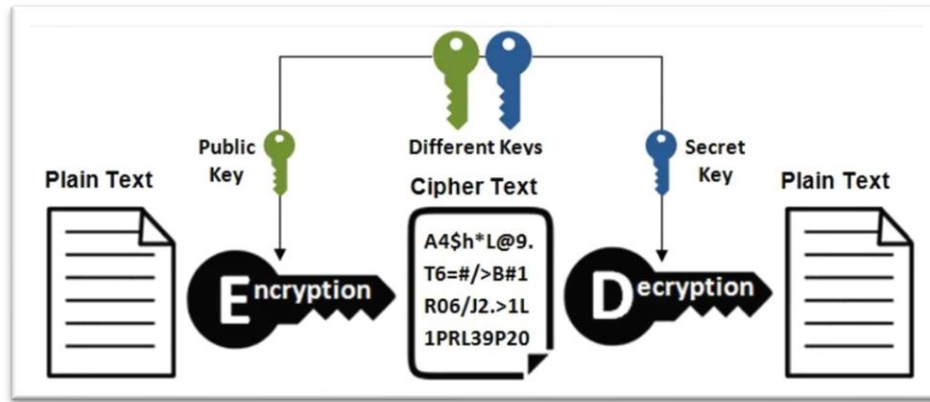 Different Keys
Public
Key
Secret
Key
Plain Text
Cipher Text
Plain Text
Encryption
A4$h*L@9.
T6=#/>B#1
R06/J2.>1L
1PRL39P20
Decryption